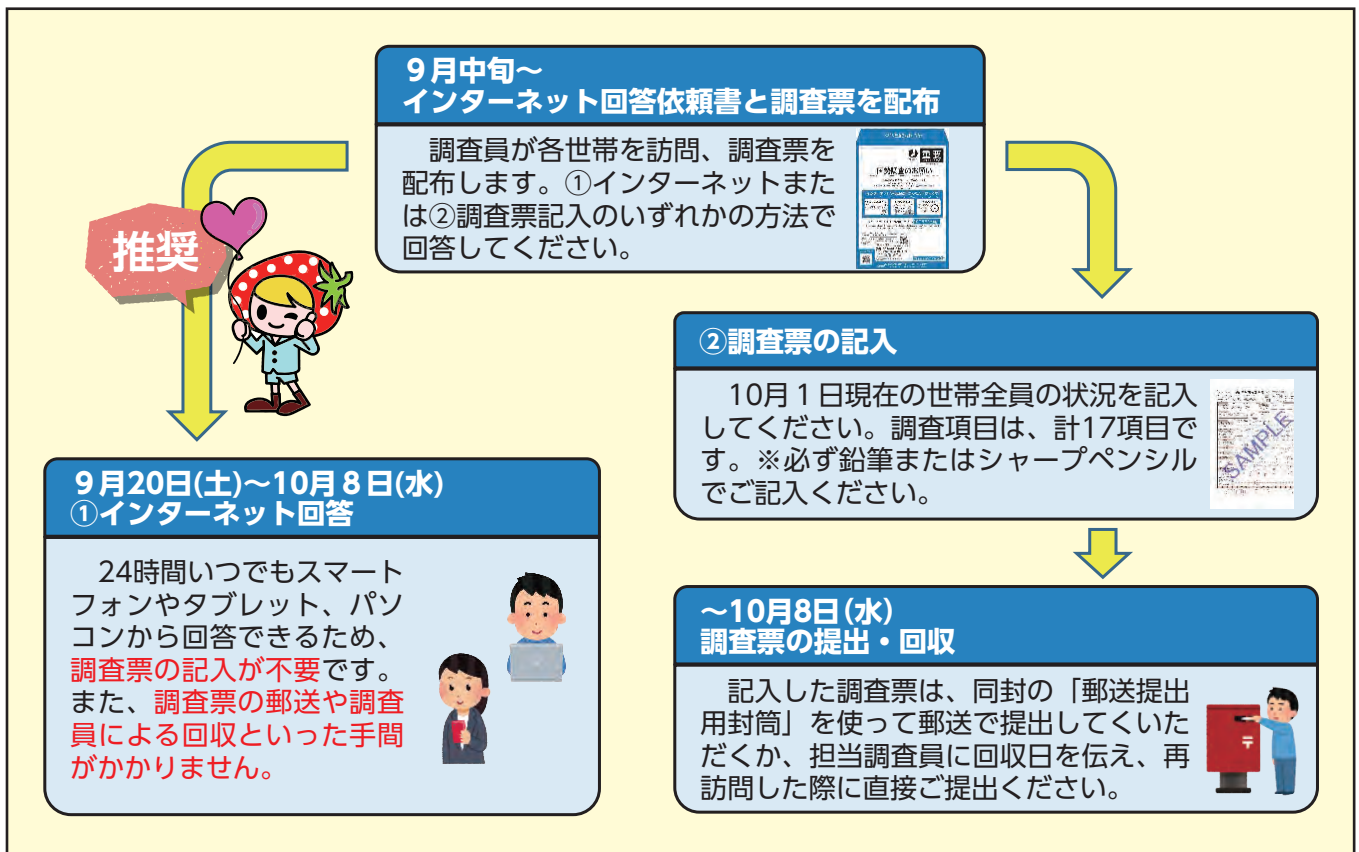 9月中旬~
インターネット回答依頼書と調査票を配布
調査員が各世帯を訪問、調査票を
配布します。①インターネットまた
は②調査票記入のいずれかの方法で
回答してください。
推奨
②調査票の記入
10月1日現在の世帯全員の状況を記入
してください。調査項目は、計17項目で
す。※必ず鉛筆またはシャープペンシル
でご記入ください。
SAMPLE
9月20日(土)~10月8日(水)
①インターネット回答
24時間いつでもスマート
フォンやタブレット、パソ
コンから回答できるため、
調査票の記入が不要です。
また、調査票の郵送や調査
員による回収といった手間
がかかりません。
~10月8日(水)
調査票の提出・回収
記入した調査票は、同封の「郵送提出
用封筒」を使って郵送で提出してくいた
だくか、担当調査員に回収日を伝え、再
訪問した際に直接ご提出ください。